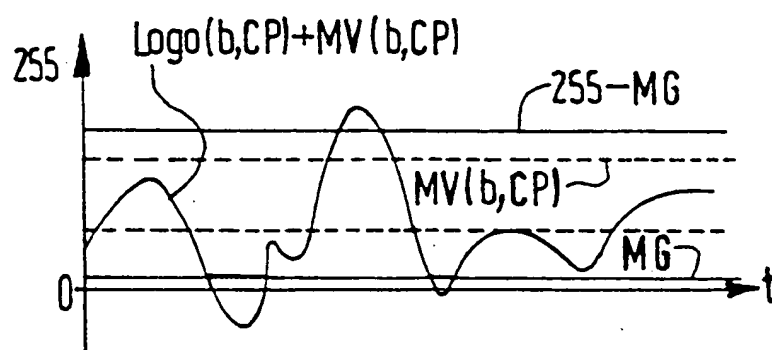 Logo(b,CP)+MV(b,CP)
255
255-MG
MV(b,CP)
MG
0
t